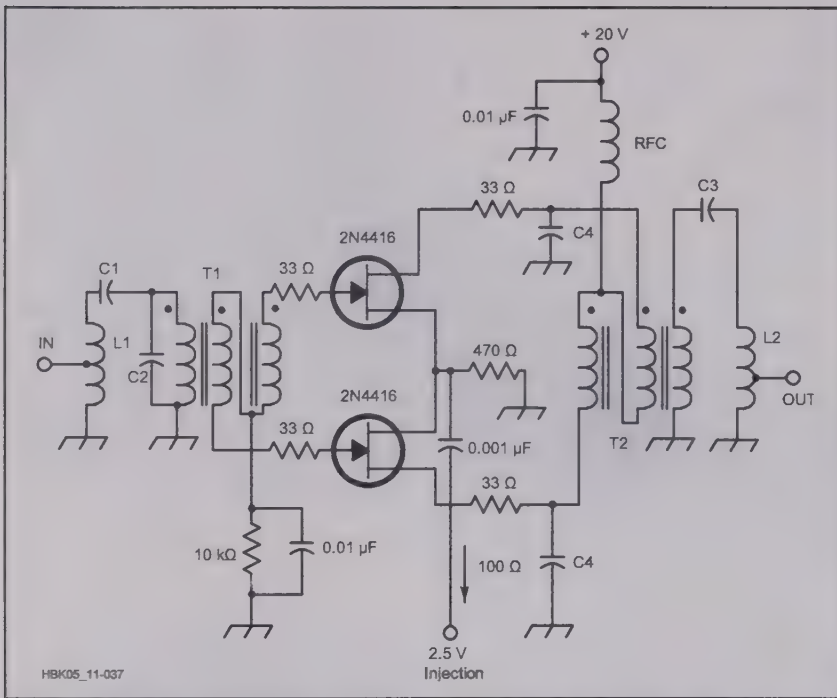 + 20 V
0.01 µF
RFC
C3
33 Ω
C4
2N4416
C1
T1
33 Ω
IN
L1
C2
470 Ω
L2
OUT
2N4416
T2
33 Ω
0.001 µF
33 Ω
10 kΩ
0.01 µF
100 Ω
C4
2.5 V
Injection
HBK05_11-037